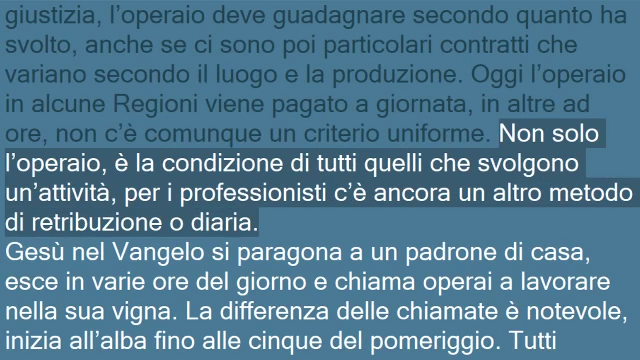 giustizia, l’operaio deve guadagnare secondo quanto ha
svolto, anche se ci sono poi particolari contratti che
variano secondo il luogo e la produzione. Oggi l’operaio
in alcune Regioni viene pagato a giornata, in altre ad
ore, non c’è comunque un criterio uniforme. Non solo
l’operaio, è la condizione di tutti quelli che svolgono
un’attività, per i professionisti c’è ancora un altro metodo
di retribuzione o diaria.
Gesù nel Vangelo si paragona a un padrone di casa,
esce in varie ore del giorno e chiama operai a lavorare
nella sua vigna. La differenza delle chiamate è notevole,
inizia all’alba fino alle cinque del pomeriggio. Tutti